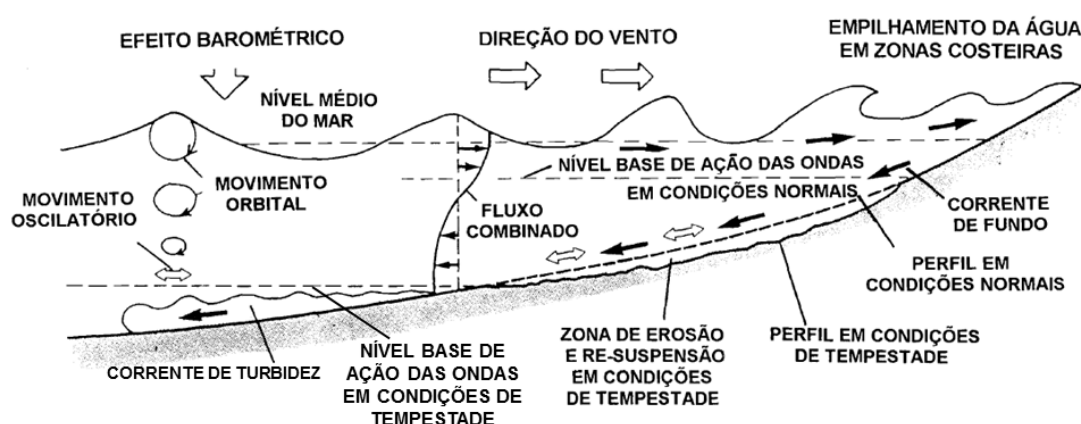 EFEITO BAROMÉTRICO
DIREÇÃO DO VENTO
EMPILHAMENTO DA ÁGUA
EM ZONAS COSTEIRAS
NÍVEL MÉDIO
DO MAR
NÍVEL BASE DE AÇÃO DAS ONDAS
EM CONDIÇÕES NORMAIS
MOVIMENTO
OSCILATÓRIO
MOVIMENTO
ORBITAL
FLUXO
COMBINADO
CORRENTE
DE FUNDO
PERFIL EM
CONDIÇÕES NORMAIS
CORRENTE DE TURBIDEZ
NÍVEL BASE DE
AÇÃO DAS ONDAS
EM CONDIÇÕES DE
TEMPESTADE
ZONA DE EROSÃO
E RE-SUSPENSÃO
EM CONDIÇÕES
DE TEMPESTADE
PERFIL EM CONDIÇÕES
DE TEMPESTADE